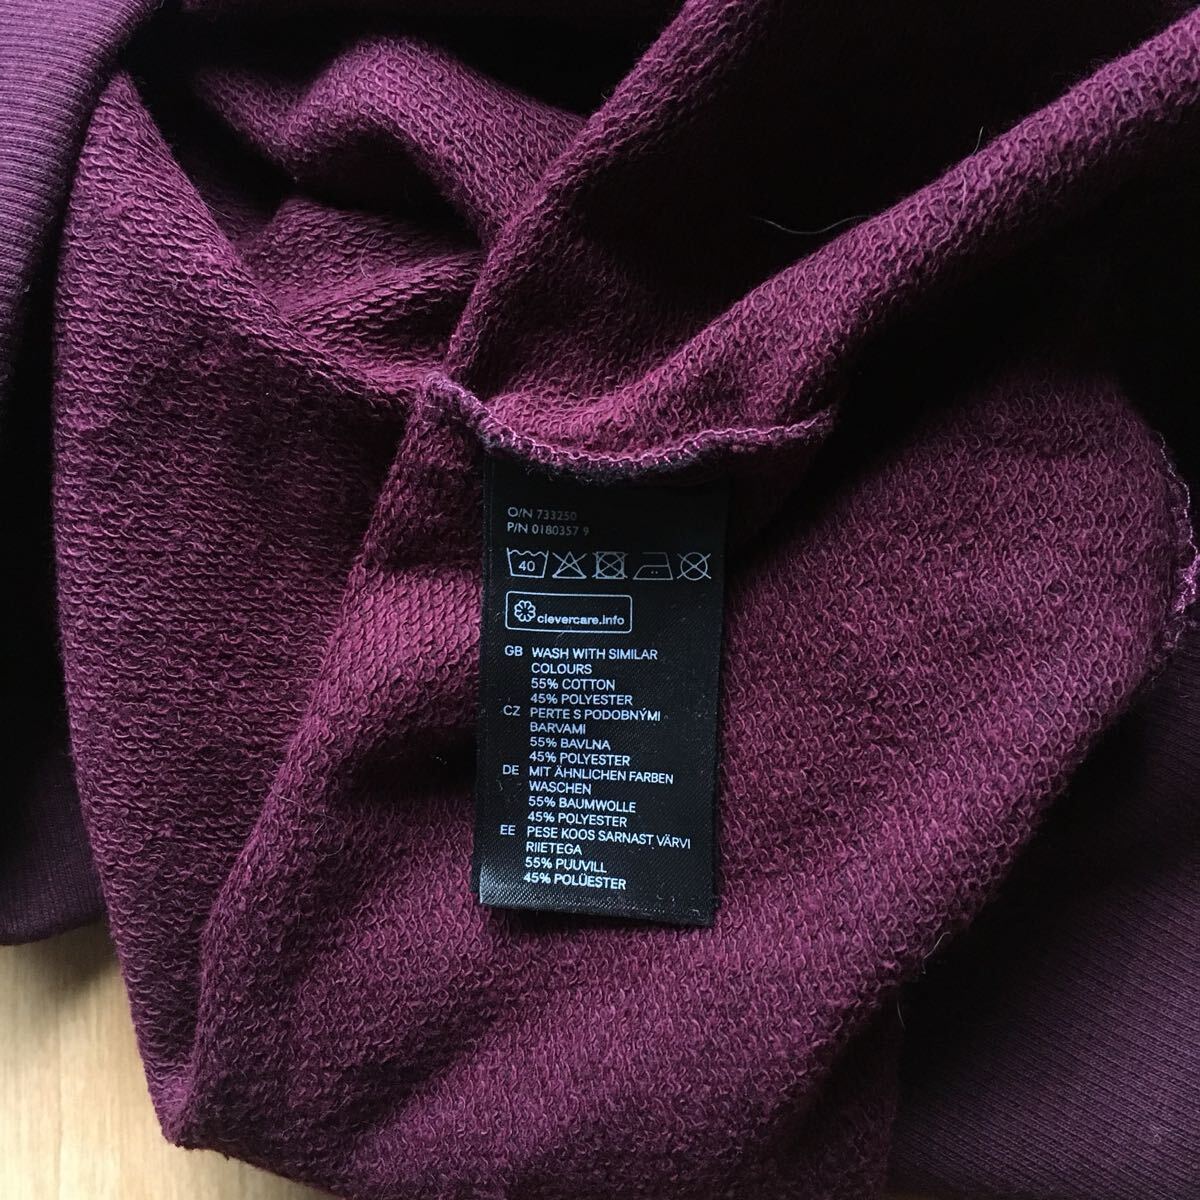 O/N 733250
P/N 0180357 9
40
clevercare.info
GB WASH WITH SIMILAR
COLOURS
55% COTTON
45% POLYESTER
CZ PERTE S PODOBNÝMI
BARVAMI
55% BAVLNA
45% POLYESTER
DE MIT ÄHNLICHEN FARBEN
WASCHEN
55% BAUMWOLLE
45% POLYESTER
EE PESE KOOS SARNAST VÄRVI
RIIETEGA
55% PUUVILL
45% POLÜESTER